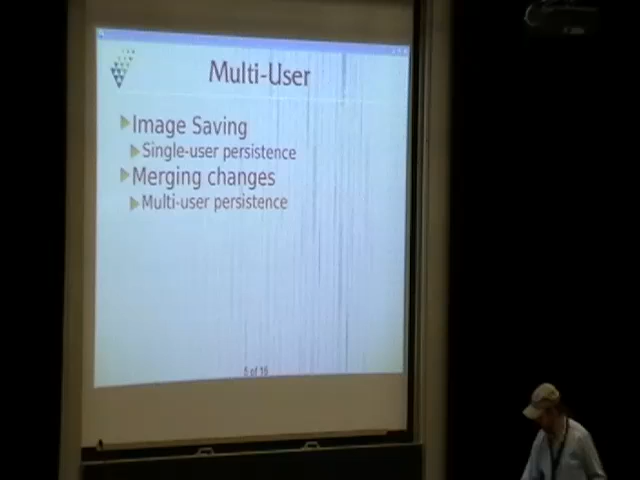 Multi-User
Image Saving
Single-user persistence
Merging changes
Multi-user persistence
5 of 16